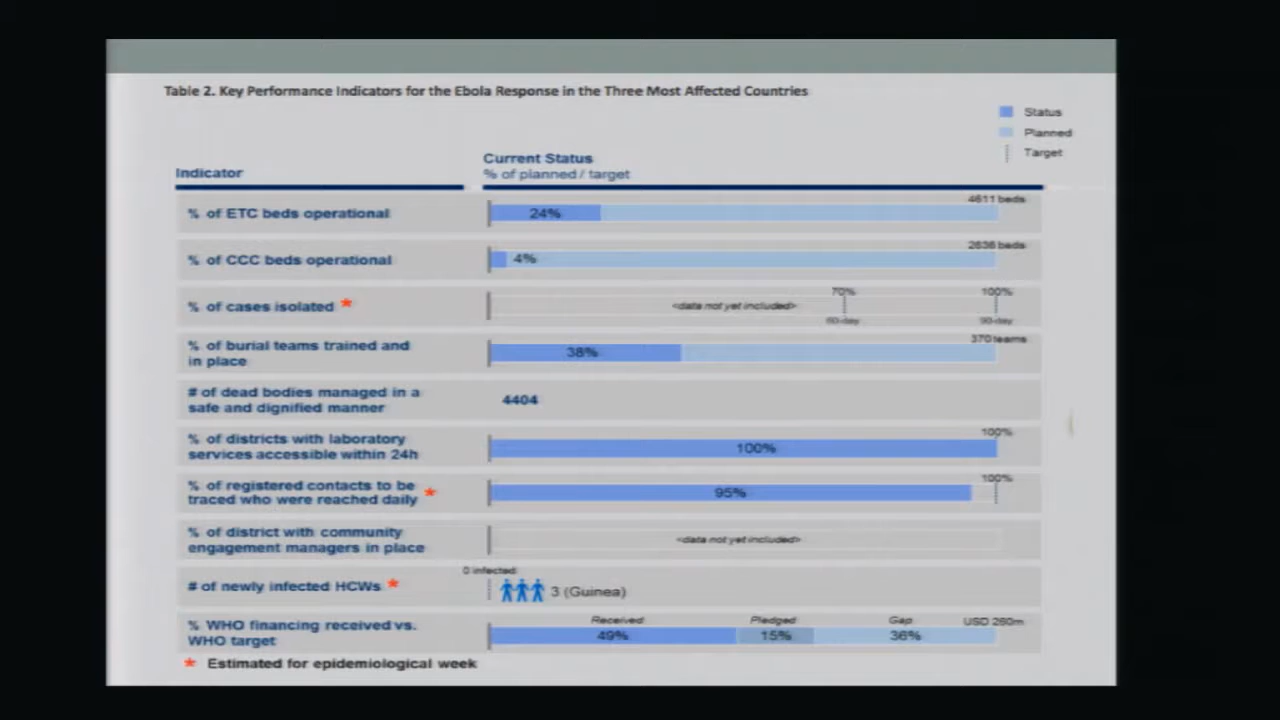 Table 2. Key Performance Indicators for the Ebola Response in the Three Most Affected Countries
Status
Planned
Target
Indicator
Current Status
% of planned / target
% of ETC beds operational
24%
4611 beds
% of CCC beds operational
4%
2636 beds
% of cases isolated *
<data not yet included>
70%
60-day
100%
90-day
% of burial teams trained and
in place
38%
370 teams
# of dead bodies managed in a
safe and dignified manner
4404
% of districts with laboratory
services accessible within 24h
100%
100%
% of registered contacts to be
traced who were reached daily *
95%
100%
% of district with community
engagement managers in place
<data not yet included>
# of newly infected HCWs *
0 infected
3 (Guinea)
% WHO financing received vs.
WHO target
Received
49%
Pledged
15%
Gap
36%
USD 260m
* Estimated for epidemiological week